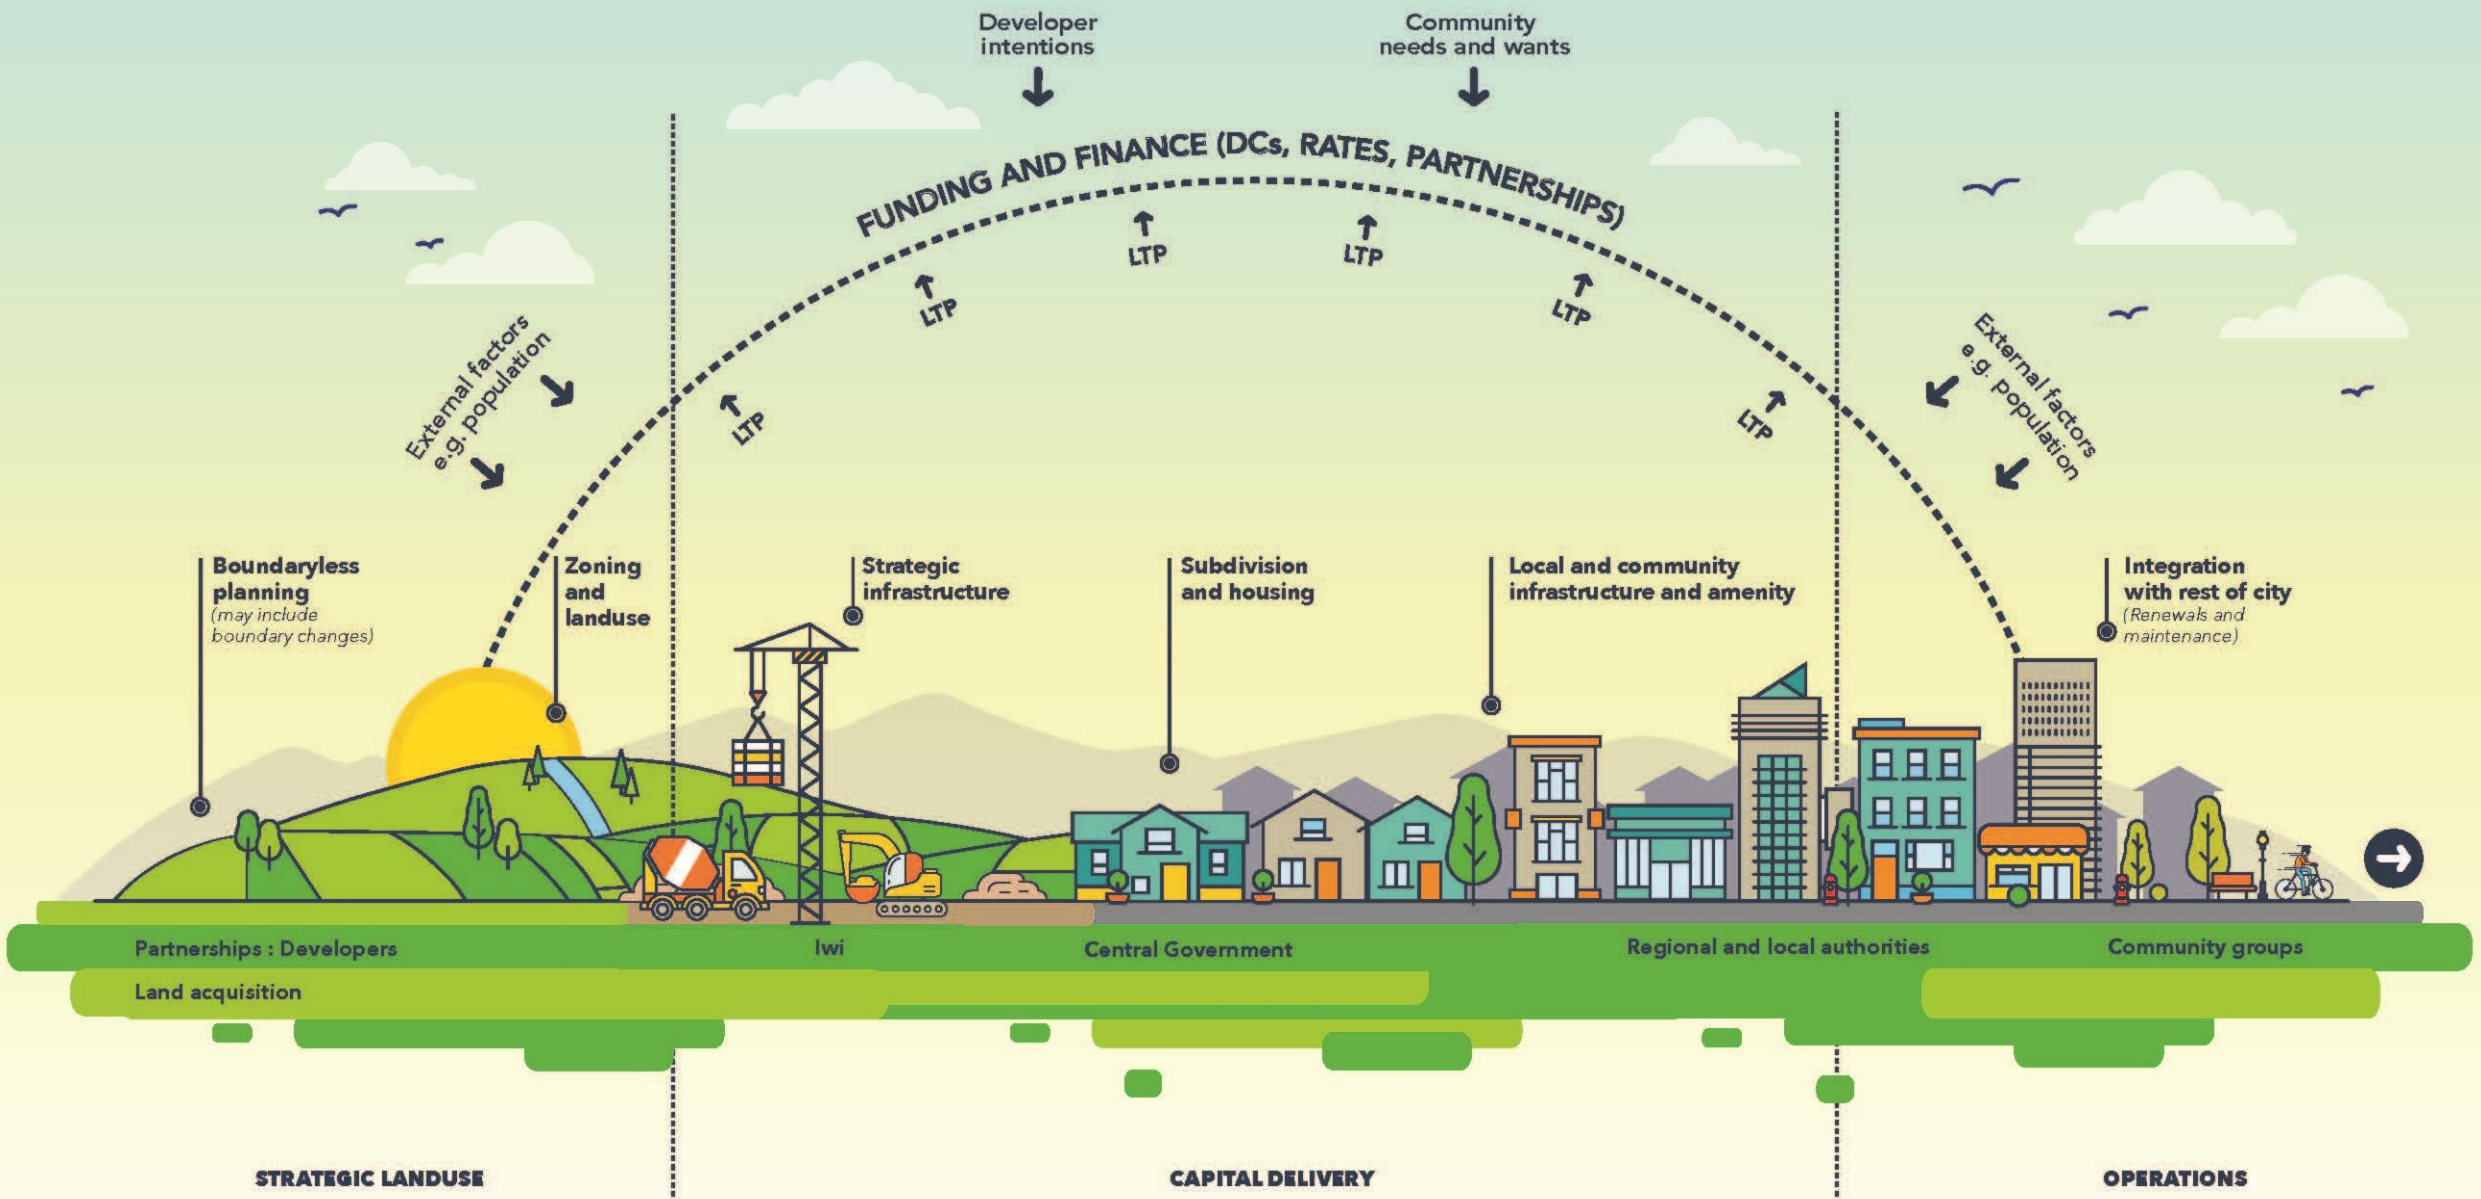 Developer
intentions
Community
needs and wants
FUNDING AND FINANCE (DCs, RATES, PARTNERSHIPS)
LTP
LTP
LTP
LTP
LTP
LTP
External factors
e.g. population
External factors
e.g. population
Boundaryless
planning
(may include
boundary changes)
Zoning
and
landuse
Strategic
infrastructure
Subdivision
and housing
Local and community
infrastructure and amenity
Integration
with rest of city
(Renewals and
maintenance)
Partnerships : Developers
Iwi
Central Government
Regional and local authorities
Community groups
Land acquisition
STRATEGIC LANDUSE
CAPITAL DELIVERY
OPERATIONS